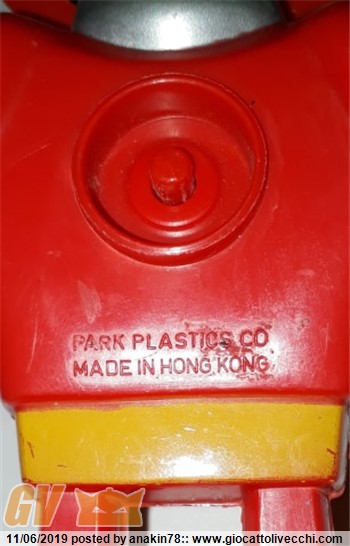 PARK PLASTICS CO
MADE IN HONG KONG
GV
11/06/2019 posted by anakin78:: www.giocattolivecchi.com